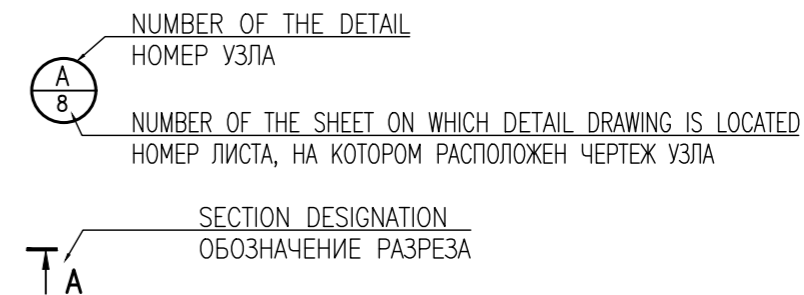 NUMBER OF THE DETAIL
НОМЕР УЗЛА
A
8
NUMBER OF THE SHEET ON WHICH DETAIL DRAWING IS LOCATED
НОМЕР ЛИСТА, НА КОТОРОМ РАСПОЛОЖЕН ЧЕРТЕЖ УЗЛА
SECTION DESIGNATION
ОБОЗНАЧЕНИЕ РАЗРЕЗА
A